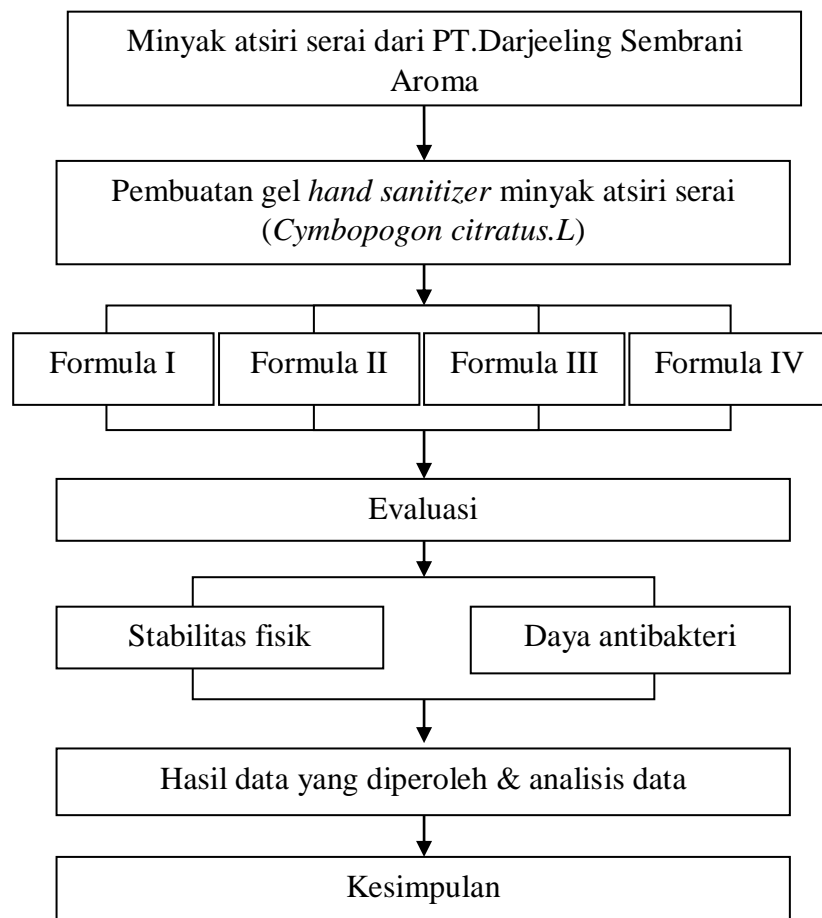 Minyak atsiri serai dari PT.Darjeeling Sembrani
Aroma
Pembuatan gel hand sanitizer minyak atsiri serai
(Cymbopogon citratus.L)
Formula I
Formula II
Formula III
Formula IV
Evaluasi
Stabilitas fisik
Daya antibakteri
Hasil data yang diperoleh & analisis data
Kesimpulan